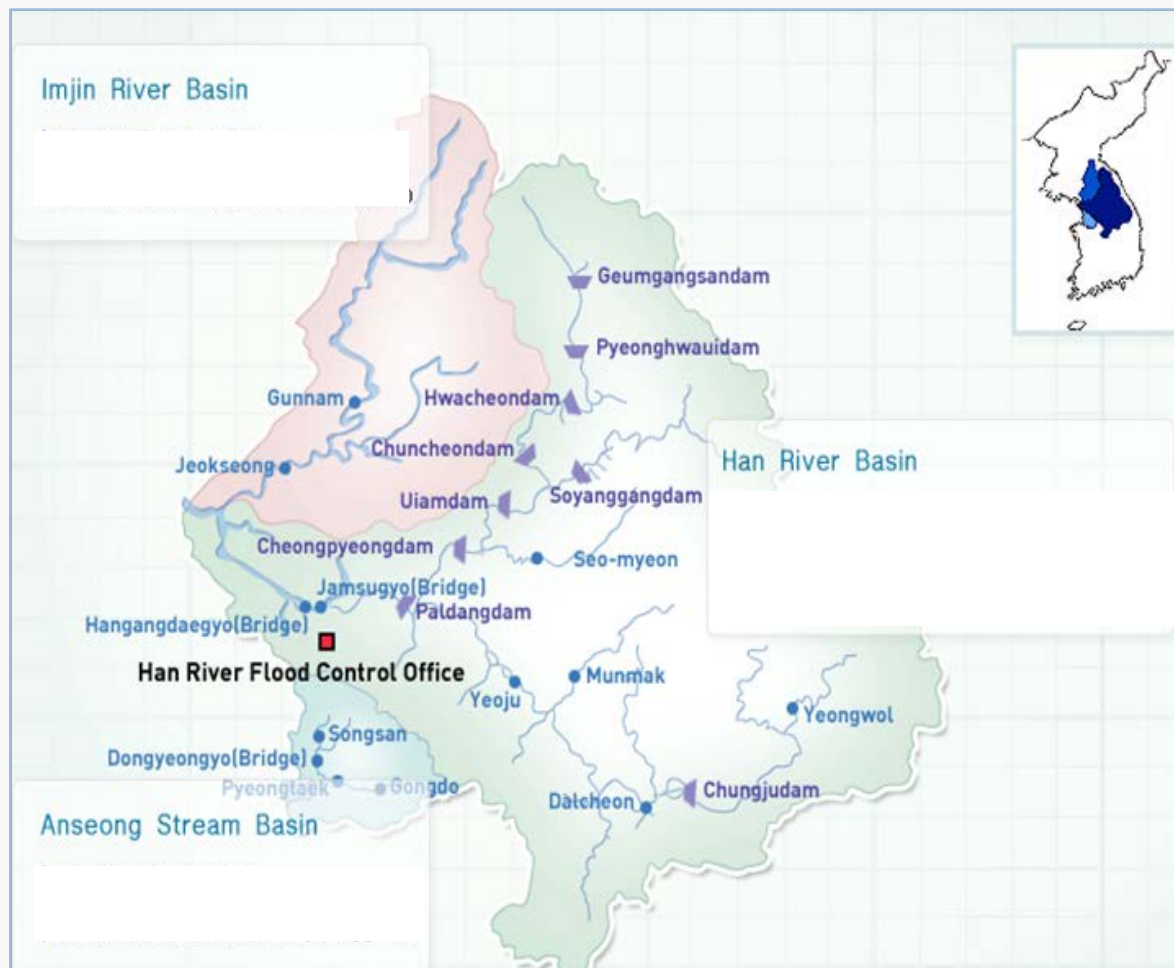 Imjin River Basin
Geumgangsandam
Pyeonghwauidam
Gunnam
Hwacheondam
Chuncheondam
Jeokseong
Han River Basin
Uiamdam
Soyanggangdam
Cheongpyeongdam
Seo-myeon
Jamsugyo(Bridge)
Paldangdam
Hangangdaegyo(Bridge)
Han River Flood Control Office
Munmak
Yeoju
Yeongwol
Songsan
Dongyeongyo(Bridge)
Pyeongtaek
Gongdo
Chungjudam
Dalcheon
Anseong Stream Basin